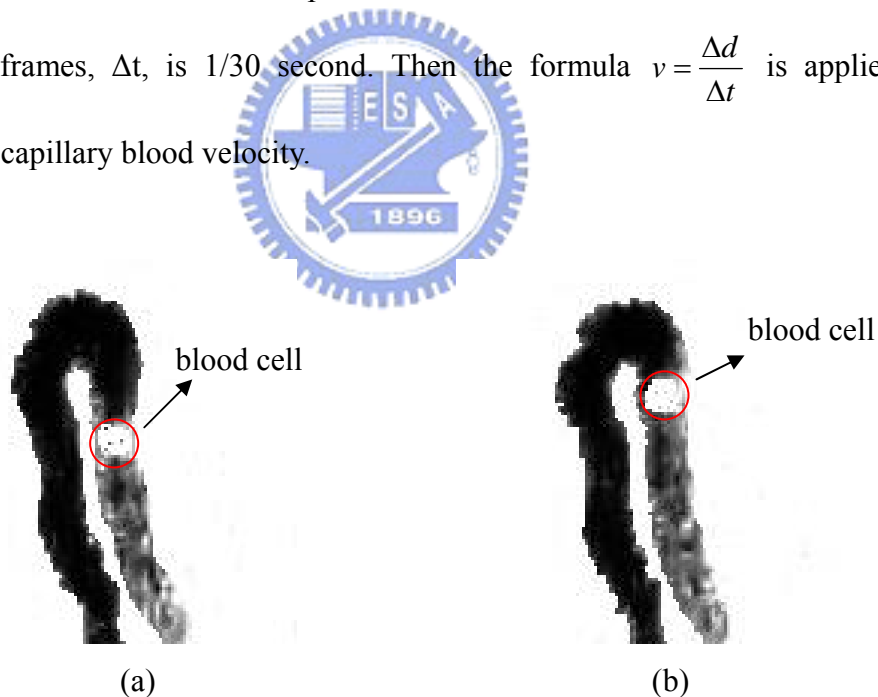 frames, Δt, is 1/30 second. Then the formula v = Δd/Δt is applie
capillary blood velocity.
ESA
1896
blood cell
blood cell
(a)
(b)